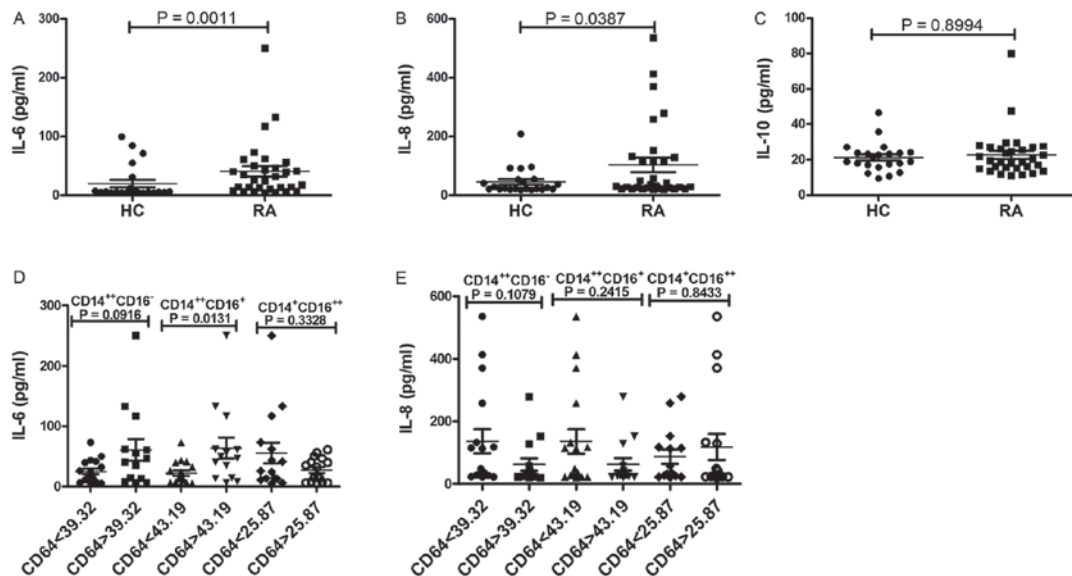 A
P = 0.0011
IL-6 (pg/ml)
300
200
100
0
HC
RA
B
P = 0.0387
IL-8 (pg/ml)
600
400
200
0
HC
RA
C
P = 0.8994
IL-10 (pg/ml)
100
80
60
40
20
0
HC
RA
D
CD14++CD16-
P = 0.0916
CD14++CD16+
P = 0.0131
CD14+CD16++
P = 0.3328
IL-6 (pg/ml)
300
200
100
0
CD64<39.32
CD64>39.32
CD64<43.19
CD64>43.19
CD64<25.87
CD64>25.87
E
CD14++CD16-
P = 0.1079
CD14++CD16+
P = 0.2415
CD14+CD16++
P = 0.8433
IL-8 (pg/ml)
600
400
200
0
CD64<39.32
CD64>39.32
CD64<43.19
CD64>43.19
CD64<25.87
CD64>25.87